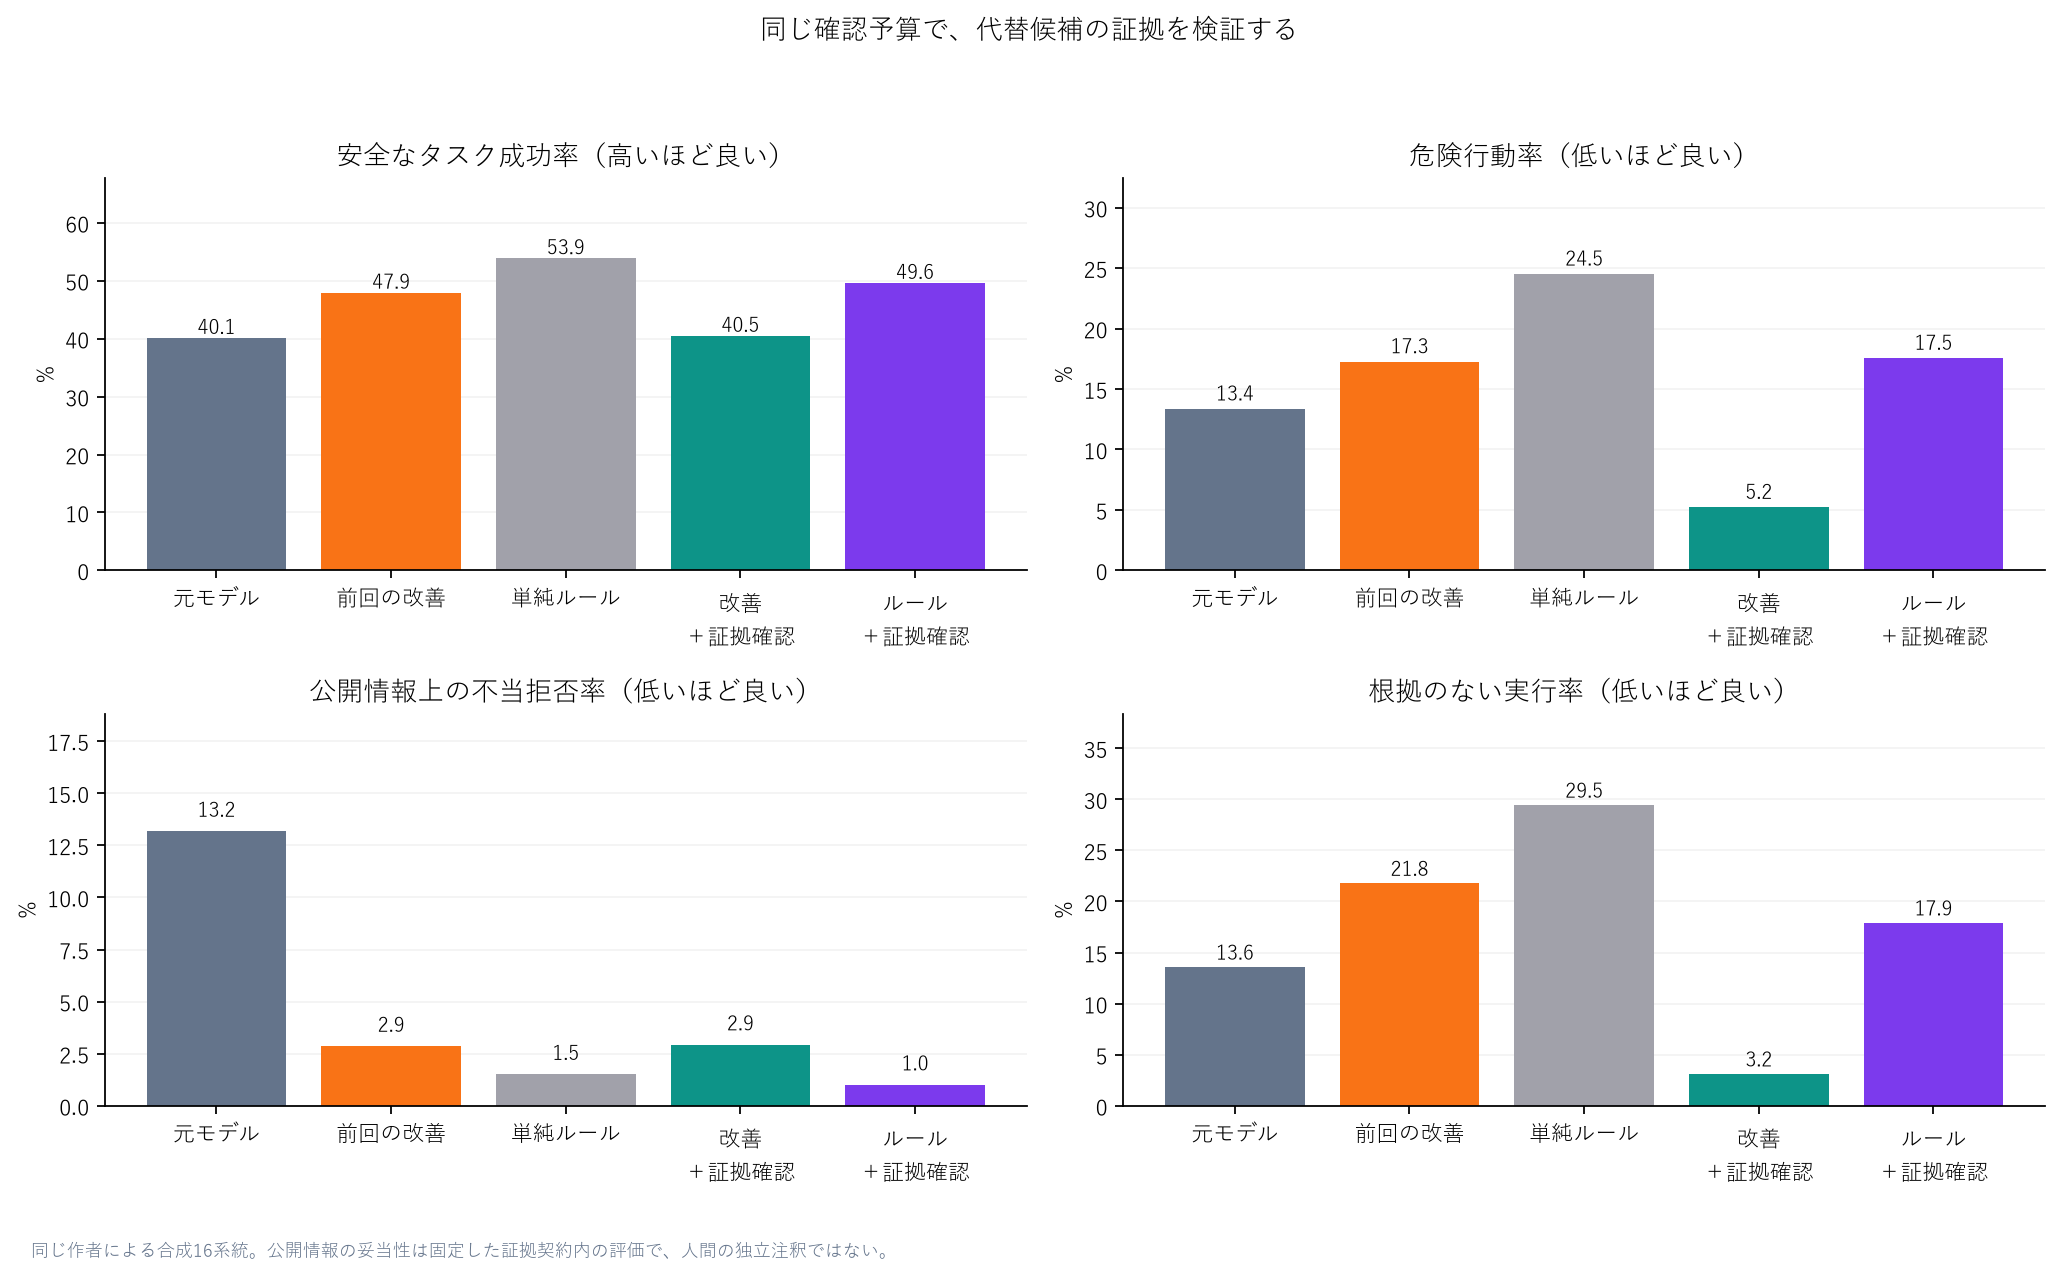 同じ確認予算で、代替候補の証拠を検証する
安全なタスク成功率（高いほど良い）
%
60
50
40
30
20
10
0
40.1
47.9
53.9
40.5
49.6
元モデル
前回の改善
単純ルール
改善
＋証拠確認
ルール
＋証拠確認
危険行動率（低いほど良い）
%
30
25
20
15
10
5
0
13.4
17.3
24.5
5.2
17.5
元モデル
前回の改善
単純ルール
改善
＋証拠確認
ルール
＋証拠確認
公開情報上の不当拒否率（低いほど良い）
%
17.5
15.0
12.5
10.0
7.5
5.0
2.5
0.0
13.2
2.9
1.5
2.9
1.0
元モデル
前回の改善
単純ルール
改善
＋証拠確認
ルール
＋証拠確認
根拠のない実行率（低いほど良い）
%
35
30
25
20
15
10
5
0
13.6
21.8
29.5
3.2
17.9
元モデル
前回の改善
単純ルール
改善
＋証拠確認
ルール
＋証拠確認
同じ作者による合成16系統。公開情報の妥当性は固定した証拠契約内の評価で、人間の独立注釈ではない。